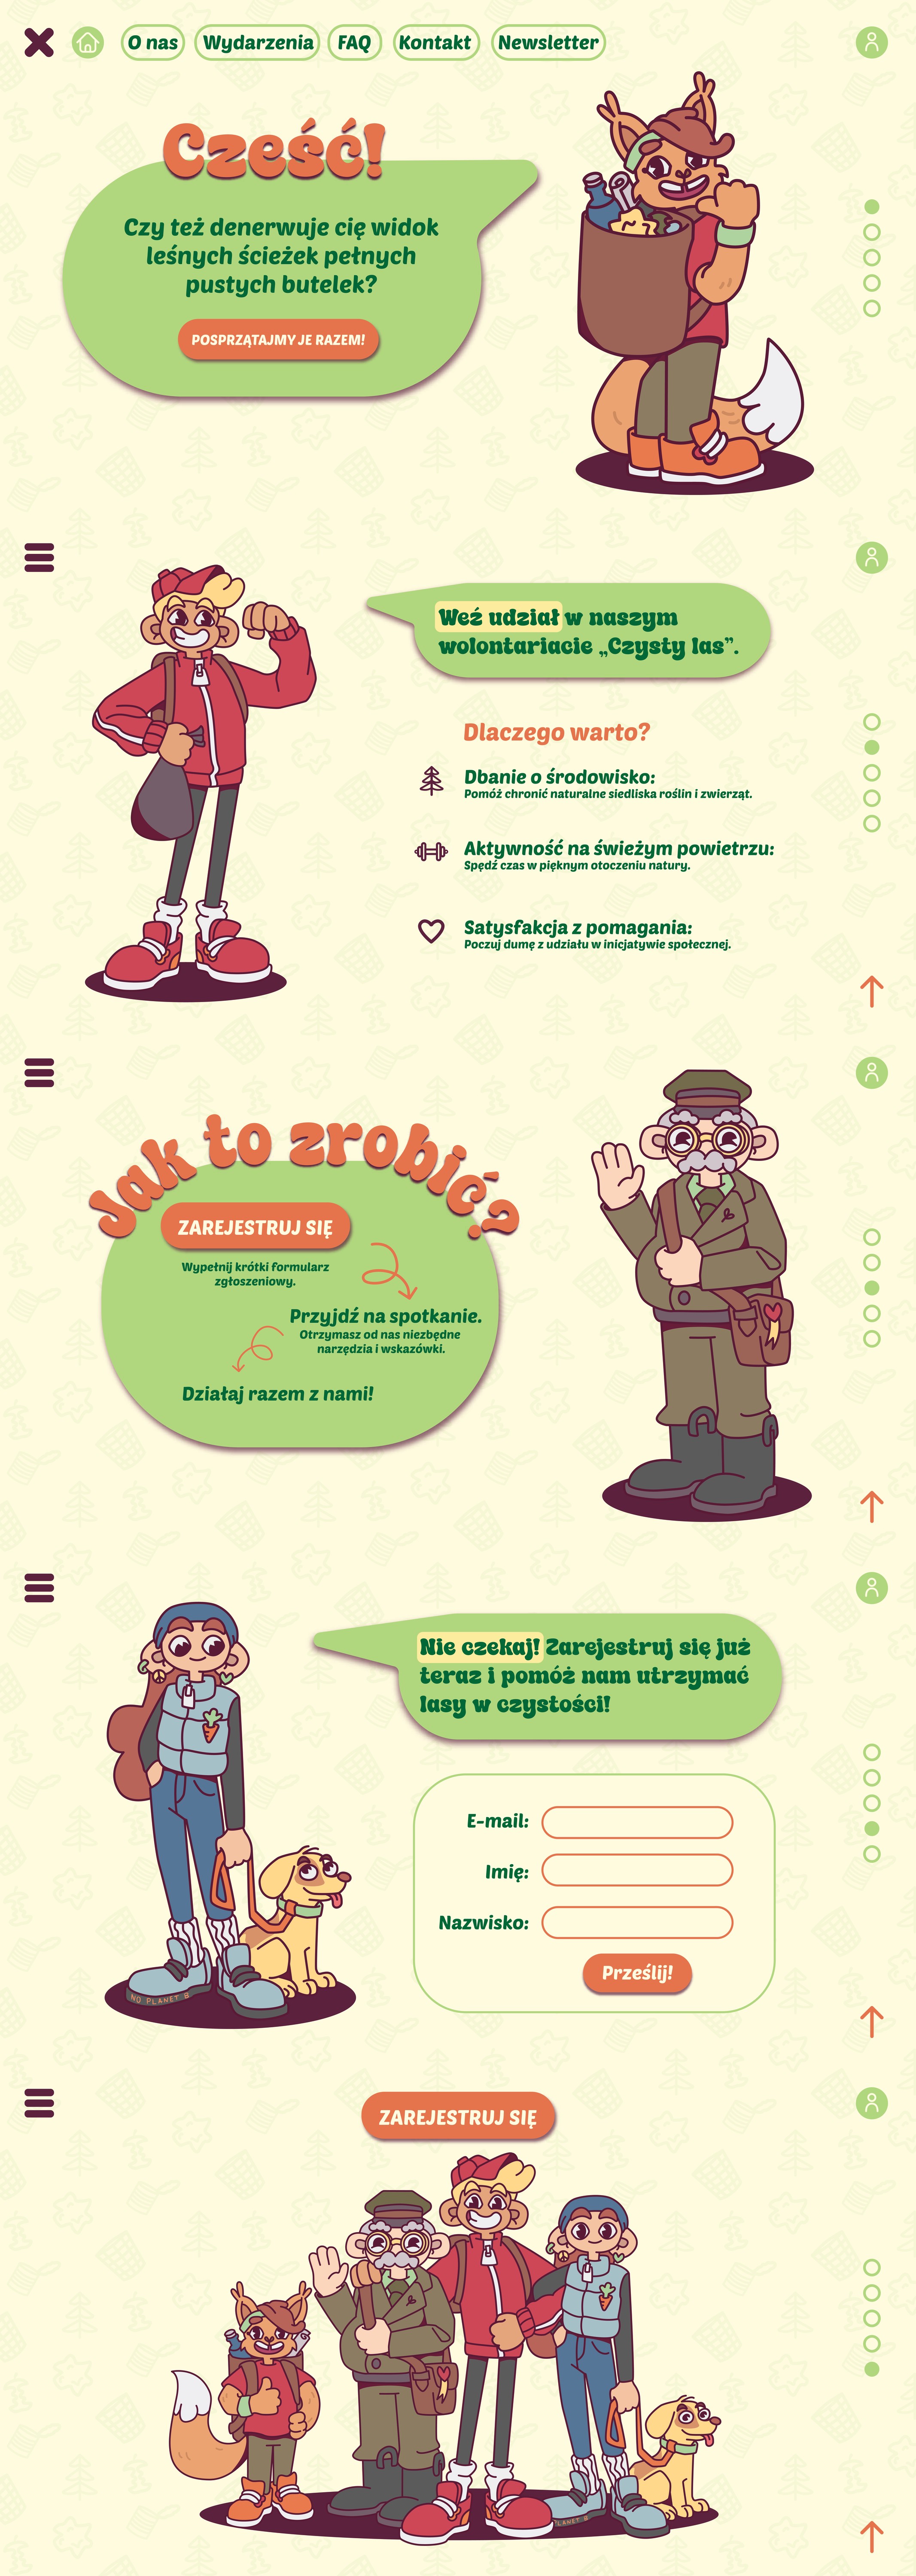 O nas Wydarzenia FAQ Kontakt Newsletter
Cześć!
Czy też denerwuje cię widok
leśnych ścieżek pełnych
pustych butelek?
POSPRZĄTAJMY JE RAZEM!
Weź udział w naszym
wolontariacie „Czysty las”.
Dlaczego warto?
Dbanie o środowisko:
Pomóż chronić naturalne siedliska roślin i zwierząt.
Aktywność na świeżym powietrzu:
Spędź czas w pięknym otoczeniu natury.
Satysfakcja z pomagania:
Poczuj dumę z udziału w inicjatywie społecznej.
Jak to zrobić?
ZAREJESTRUJ SIĘ
Wypełnij krótki formularz
zgłoszeniowy.
Przyjdź na spotkanie.
Otrzymasz od nas niezbędne
narzędzia i wskazówki.
Działaj razem z nami!
Nie czekaj! Zarejestruj się już
teraz i pomóż nam utrzymać
lasy w czystości!
E-mail:
Imię:
Nazwisko:
Prześlij!
NO PLANET B
ZAREJESTRUJ SIĘ
PLANET B